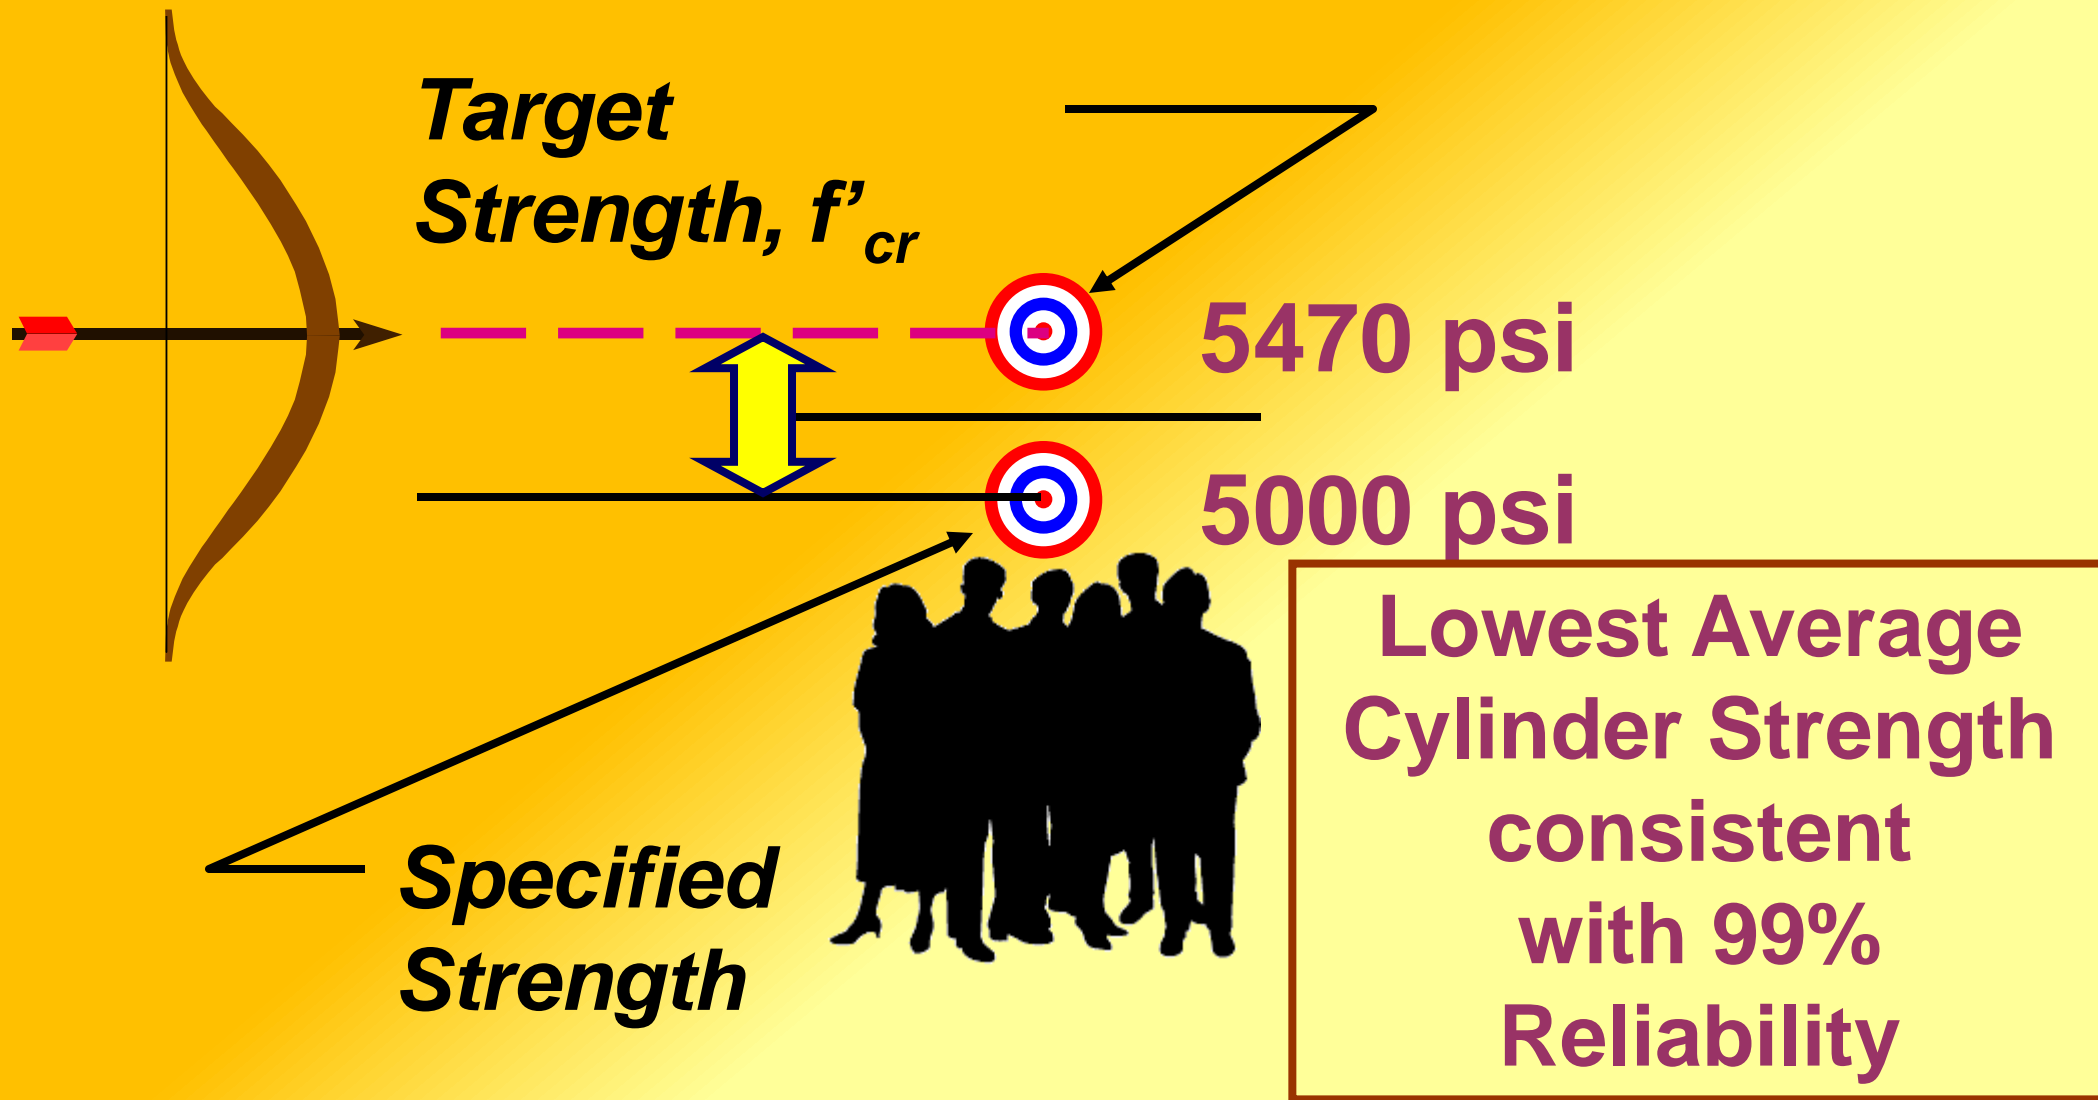 Target
Strength, f’cr
5470 psi
5000 psi
Lowest Average
Cylinder Strength
consistent
with 99%
Reliability
Specified
Strength